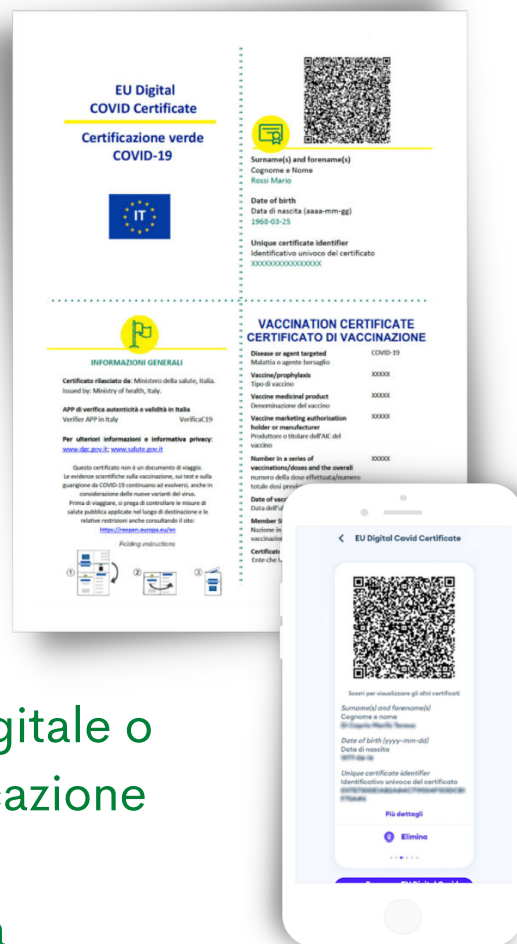 EU Digital
COVID Certificate
Certificazione verde
COVID-19
IT
Surname(s) and forename(s)
Cognome e Nome
Rossi Mario
Date of birth
Data di nascita (aaaa-mm-gg)
1968-03-25
Unique certificate identifier
Identificativo univoco del certificato
XXXXXXXXXXXXXXXX
INFORMAZIONI GENERALI
Certificato rilasciato da: Ministero della salute, Italia.
Issued by: Ministry of health, Italy.
APP di verifica autenticità e validità in Italia
Verifier APP in Italy VerificaC19
Per ulteriori informazioni e informativa privacy:
www.dgc.gov.it; www.salute.gov.it
Questo certificato non è un documento di viaggio.
Le evidenze scientifiche sulla vaccinazione, sui test e sulla
guarigione da COVID-19 continuano ad evolversi, anche in
considerazione delle nuove varianti del virus.
Prima di viaggiare, si prega di controllare le misure di
salute pubblica applicate nel luogo di destinazione e le
relative restrizioni anche consultando il sito:
https://reopen.europa.eu/en
Folding instructions
1 2 3
VACCINATION CERTIFICATE
CERTIFICATO DI VACCINAZIONE
Disease or agent targeted COVID-19
Malattia o agente bersaglio
Vaccine/prophylaxis XXXXX
Tipo di vaccino
Vaccine medicinal product XXXXX
Denominazione del vaccino
Vaccine marketing authorisation XXXXX
holder or manufacturer
Produttore o titolare dell'AIC del
vaccino
Number in a series of XXXXX
vaccinations/doses and the overall
numero della dose effettuata/numero
totale dosi
Date of
Data
Member
Nazione in
Ente che
EU Digital Covid Certificate
Scorri per visualizzare gli altri certificati
Surname(s) and forename(s)
Cognome e nome
Date of birth (yyyy-mm-dd)
Data di nascita
Unique certificate identifier
Identificativo univoco del certificato
Più dettagli
Elimina
gitale o
cazione